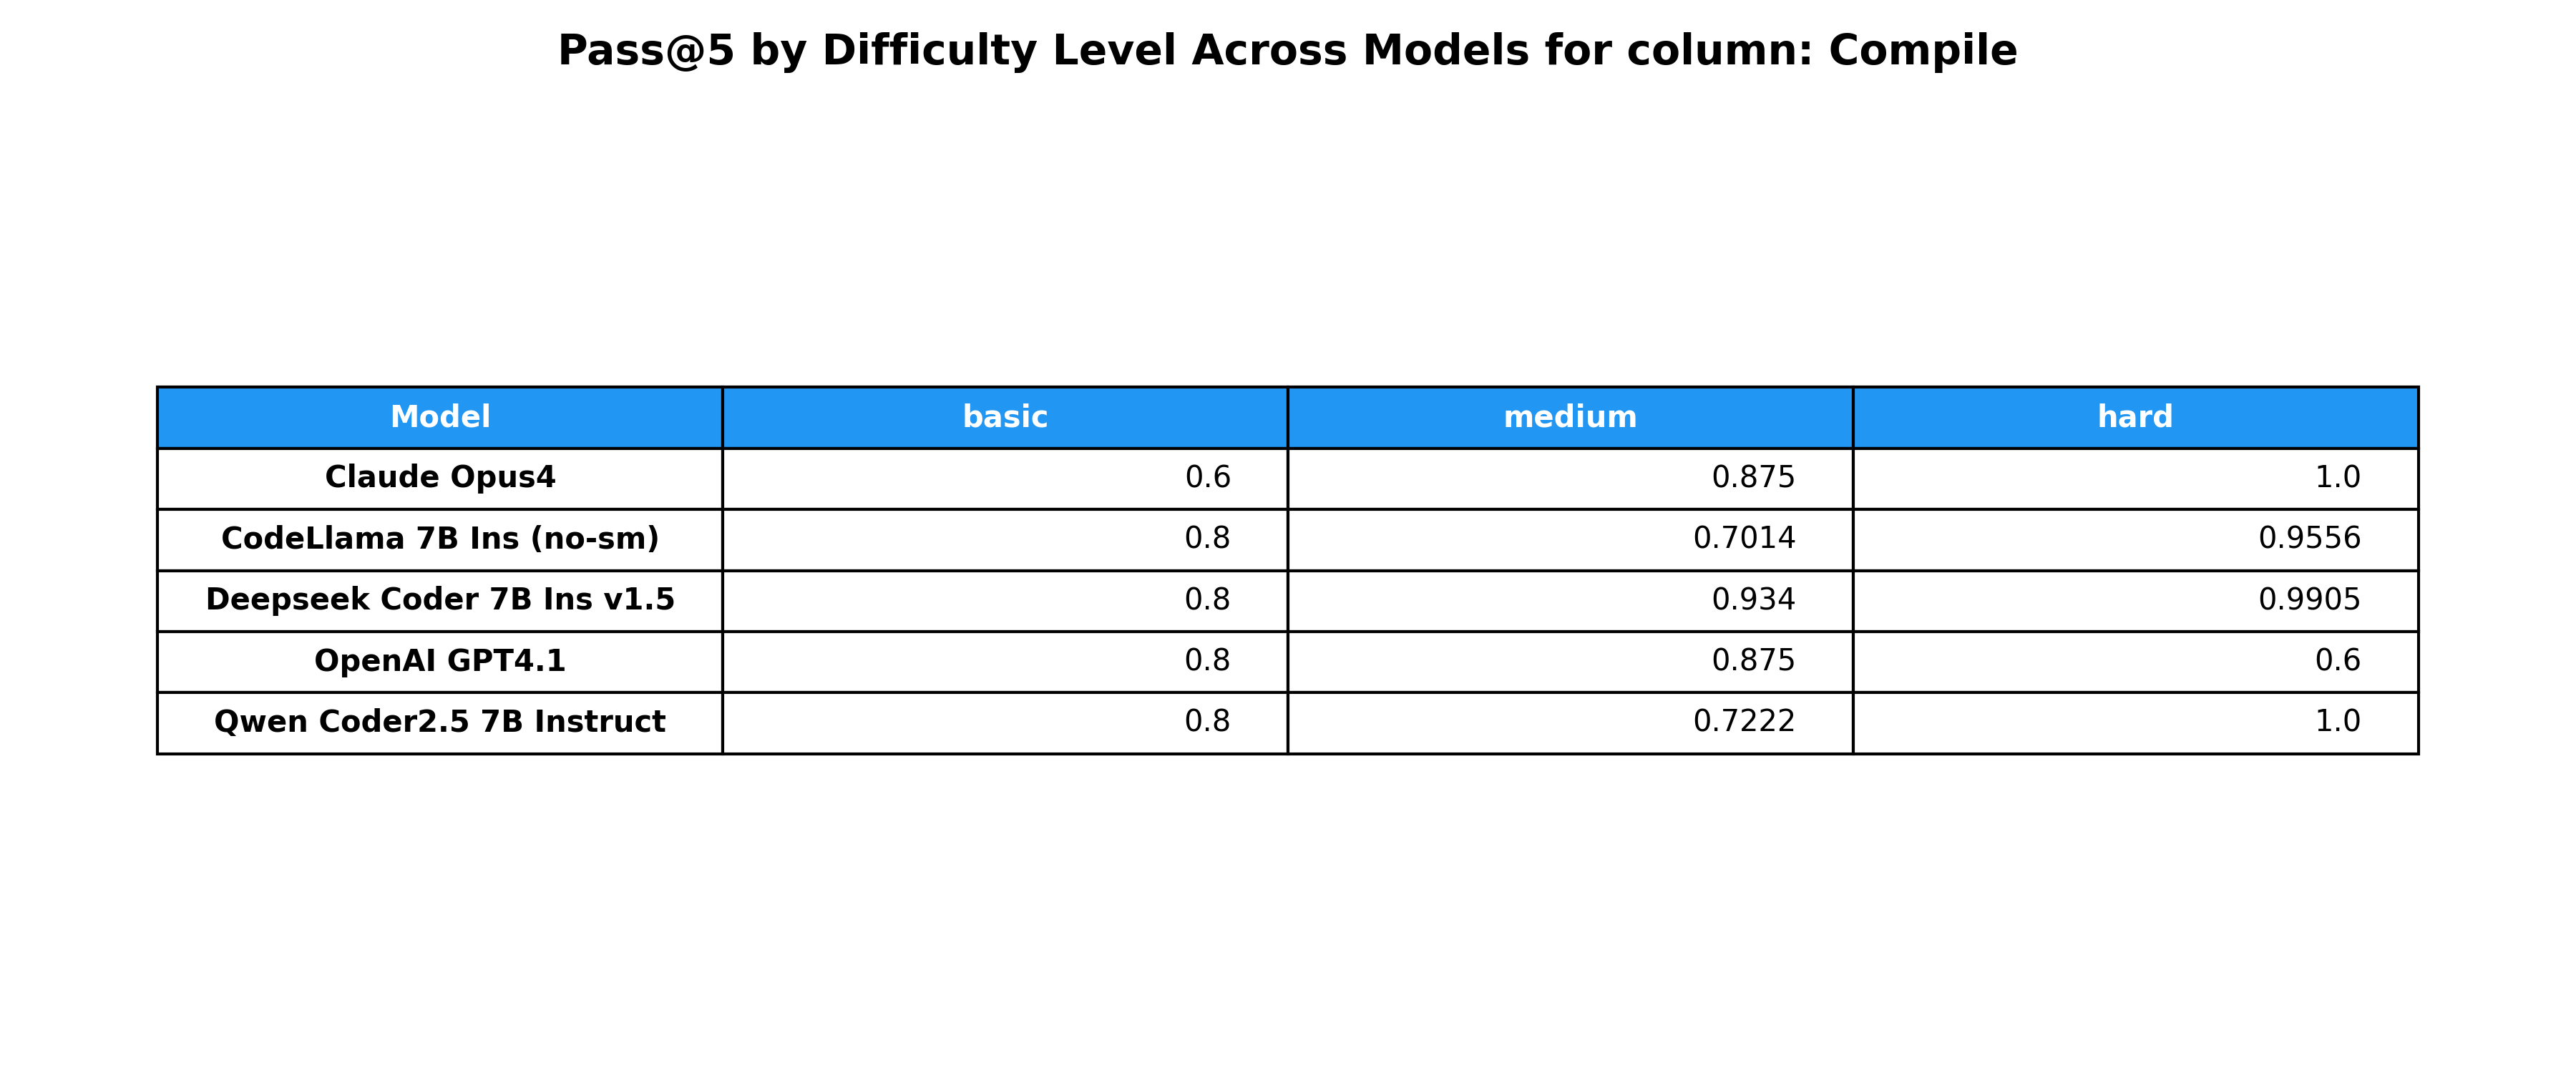 Pass@5 by Difficulty Level Across Models for column: Compile
Model basic medium hard
Claude Opus4 0.6 0.875 1.0
CodeLlama 7B Ins (no-sm) 0.8 0.7014 0.9556
Deepseek Coder 7B Ins v1.5 0.8 0.934 0.9905
OpenAI GPT4.1 0.8 0.875 0.6
Qwen Coder2.5 7B Instruct 0.8 0.7222 1.0